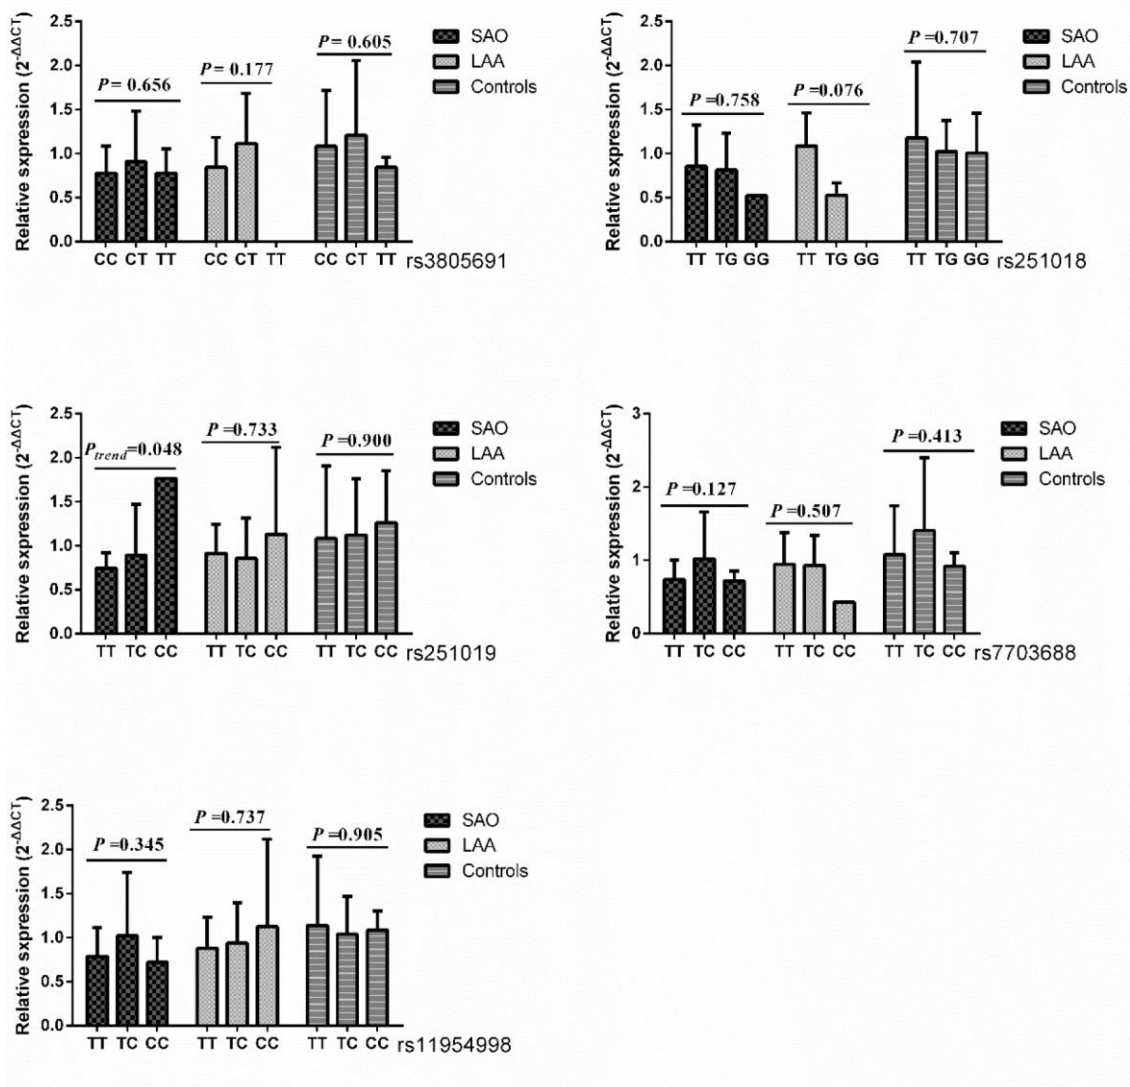 Relative sxpression (2-ΔΔCT)
2.5
2.0
1.5
1.0
0.5
0.0
P = 0.656
P = 0.177
P = 0.605
SAO
LAA
Controls
CC CT TT CC CT TT CC CT TT rs3805691
Relative sxpression (2-ΔΔCT)
2.5
2.0
1.5
1.0
0.5
0.0
P =0.758
P =0.076
P =0.707
SAO
LAA
Controls
TT TG GG TT TG GG TT TG GG rs251018
Relative sxpression (2-ΔΔCT)
2.5
2.0
1.5
1.0
0.5
0.0
Ptrend=0.048
P =0.733
P =0.900
SAO
LAA
Controls
TT TC CC TT TC CC TT TC CC rs251019
Relative sxpression (2-ΔΔCT)
3
2
1
0
P =0.127
P =0.507
P =0.413
SAO
LAA
Controls
TT TC CC TT TC CC TT TC CC rs7703688
Relative sxpression (2-ΔΔCT)
2.5
2.0
1.5
1.0
0.5
0.0
P =0.345
P =0.737
P =0.905
SAO
LAA
Controls
TT TC CC TT TC CC TT TC CC rs11954998